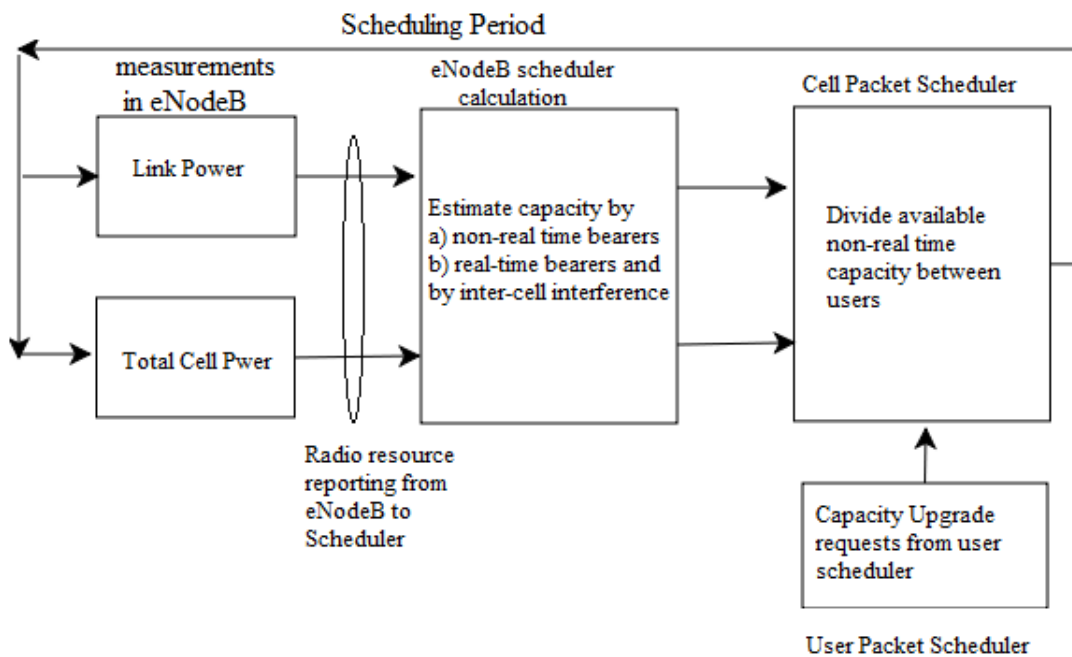 Scheduling Period
measurements
in eNodeB
eNodeB scheduler
calculation
Cell Packet Scheduler
Link Power
Estimate capacity by
a) non-real time bearers
b) real-time bearers and
by inter-cell interference
Divide available
non-real time
capacity between
users
Total Cell Pwer
Radio resource
reporting from
eNodeB to
Scheduler
Capacity Upgrade
requests from user
scheduler
User Packet Scheduler